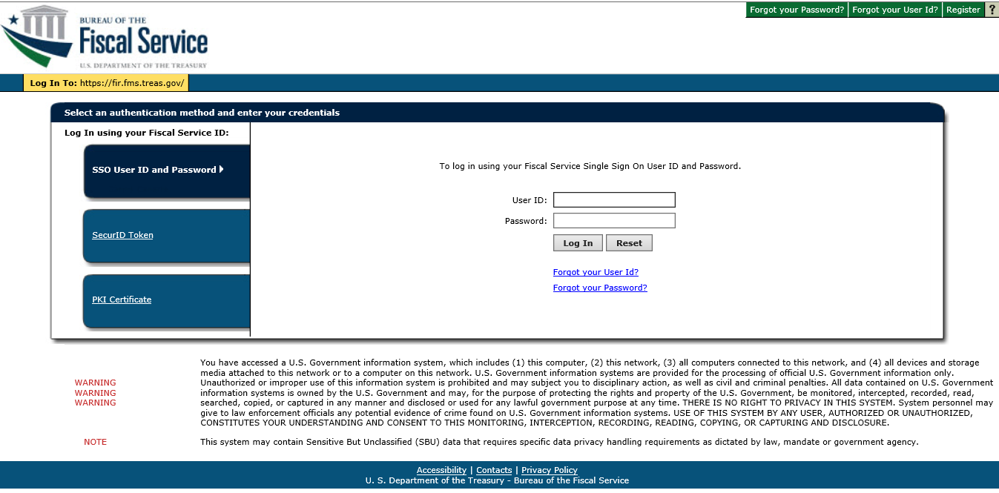 Forgot your Password? Forgot your User Id? Register ?
BUREAU OF THE
Fiscal Service
U.S. DEPARTMENT OF THE TREASURY
Log In To: https://fir.fms.treas.gov/
Select an authentication method and enter your credentials
Log In using your Fiscal Service ID:
SSO User ID and Password
SecurID Token
PKI Certificate
To log in using your Fiscal Service Single Sign On User ID and Password.
User ID:
Password:
Log In Reset
Forgot your User Id?
Forgot your Password?
WARNING
WARNING
WARNING
You have accessed a U.S. Government information system, which includes (1) this computer, (2) this network, (3) all computers connected to this network, and (4) all devices and storage
media attached to this network or to a computer on this network. U.S. Government information systems are provided for the processing of official U.S. Government information only.
Unauthorized or improper use of this information system is prohibited and may subject you to disciplinary action, as well as civil and criminal penalties. All data contained on U.S. Government
information systems is owned by the U.S. Government and may, for the purpose of protecting the rights and property of the U.S. Government, be monitored, intercepted, recorded, read,
searched, copied, or captured in any manner and disclosed or used for any lawful government purpose at any time. THERE IS NO RIGHT TO PRIVACY IN THIS SYSTEM. System personnel may
give to law enforcement officials any potential evidence of crime found on U.S. Government information systems. USE OF THIS SYSTEM BY ANY USER, AUTHORIZED OR UNAUTHORIZED,
CONSTITUTES YOUR UNDERSTANDING AND CONSENT TO THIS MONITORING, INTERCEPTION, RECORDING, READING, COPYING, OR CAPTURING AND DISCLOSURE.
NOTE
This system may contain Sensitive But Unclassified (SBU) data that requires specific data privacy handling requirements as dictated by law, mandate or government agency.
Accessibility | Contacts | Privacy Policy
U. S. Department of the Treasury - Bureau of the Fiscal Service